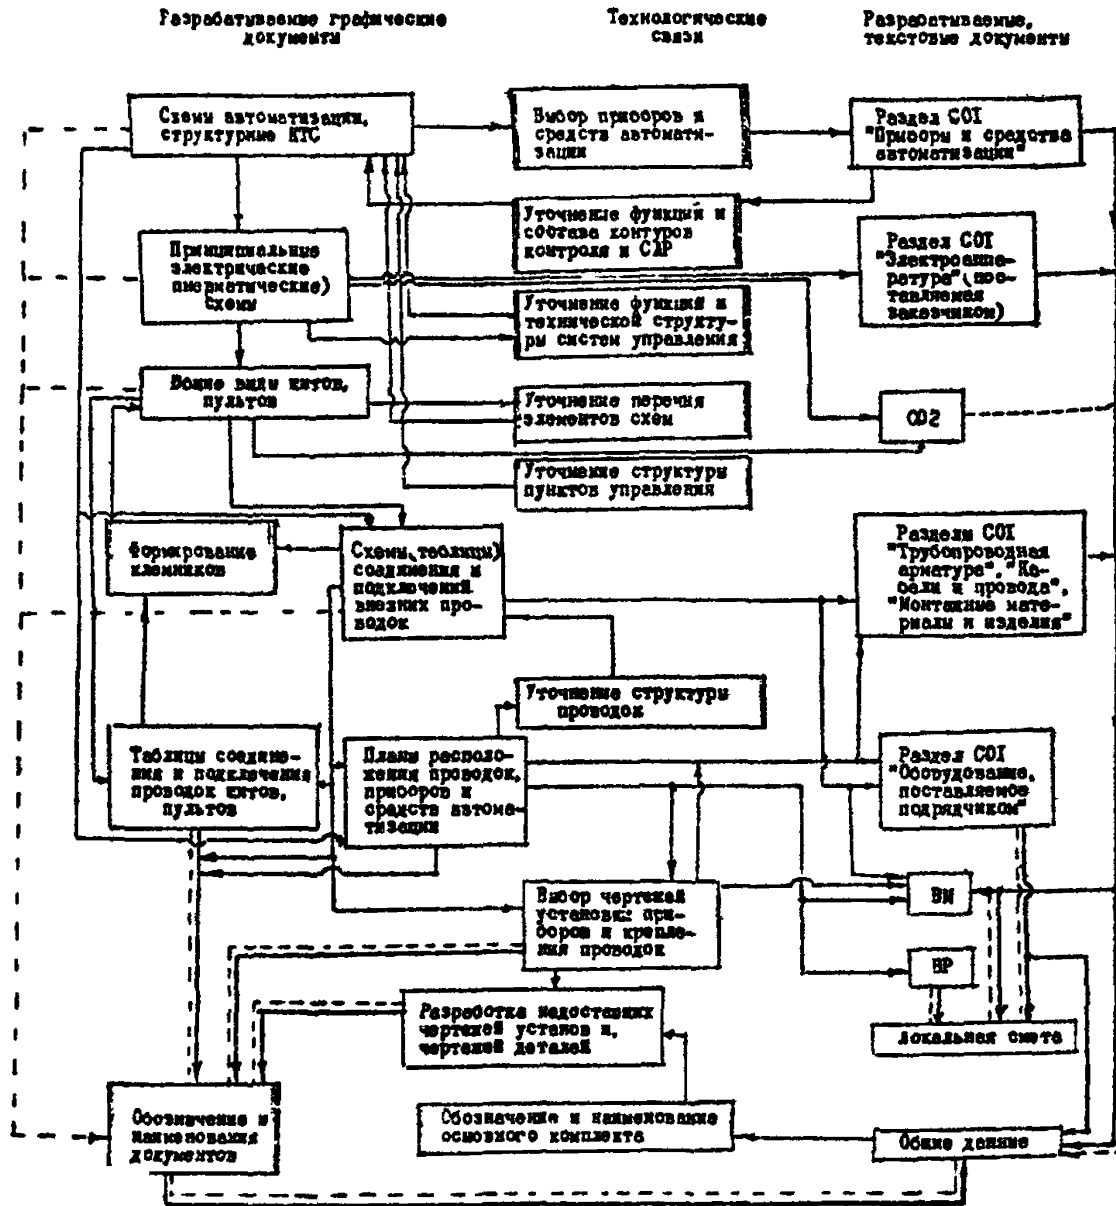 Разрабатываемые графические
документы
Технологические
связи
Разрабатываемые,
текстовые документы
Схемы автоматизации,
структурные КТС
Выбор приборов и
средств автомати-
зации
Раздел СО1
"Приборы и средства
автоматизации"
Уточнение функций и
состава контуров
контроля и САР
Принципиальные
электрические
пневматические)
схемы
Раздел СО1
"Электроаппа-
ратура" (пос-
тавляемая
заказчиком)
Уточнение функций и
технической структу-
ры систем управления
Общие виды щитов,
пультов
Уточнение перечня
элементов схем
СО2
Уточнение структуры
пунктов управления
Формирование
клемников
Схемы (таблицы)
соединения и
подключений
внешних про-
водок
Разделы СО1
"Трубопроводная
арматура", "Ка-
бели и провода",
"Монтажные мате-
риалы и изделия"
Уточнение структуры
проводок
Таблицы соедине-
ния и подключения
проводок щитов,
пультов
Планы располо-
жения проводок,
приборов и
средств автома-
тизации
Раздел СО1
"Оборудование,
поставляемое
подрядчиком"
Выбор чертежей
установки при-
боров и крепле-
ния проводок
ВМ
ВР
Разработка недостающих
чертежей установ и,
чертежей деталей
локальная смета
Обозначение и
наименования
документов
Обозначение и наименование
основного комплекта
Общие данные